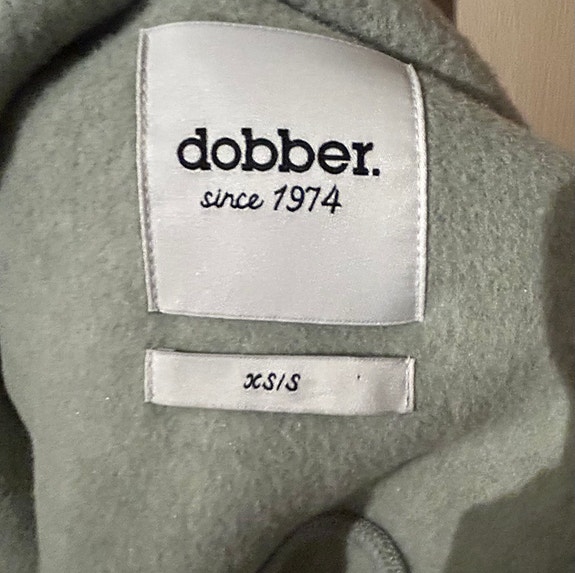 dobber.
since 1974
xs/s